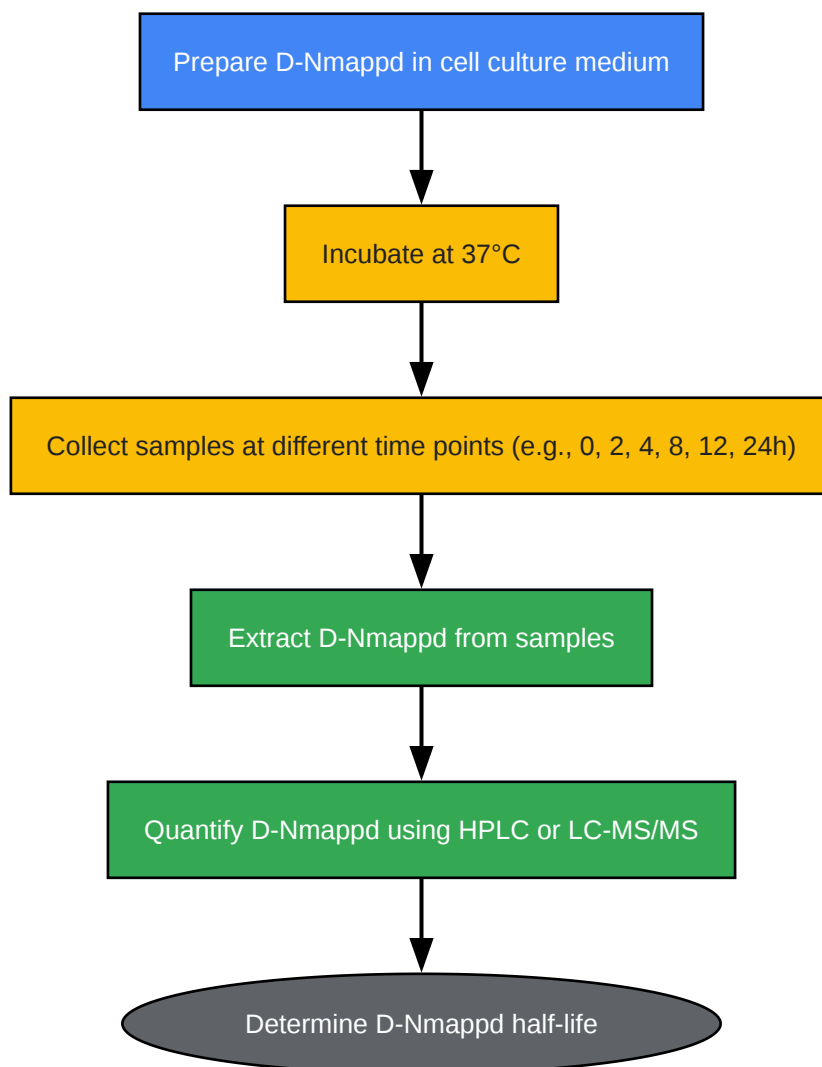 Prepare D-Nmappd in cell culture medium
Incubate at 37°C
Collect samples at different time points (e.g., 0, 2, 4, 8, 12, 24h)
Extract D-Nmappd from samples
Quantify D-Nmappd using HPLC or LC-MS/MS
Determine D-Nmappd half-life